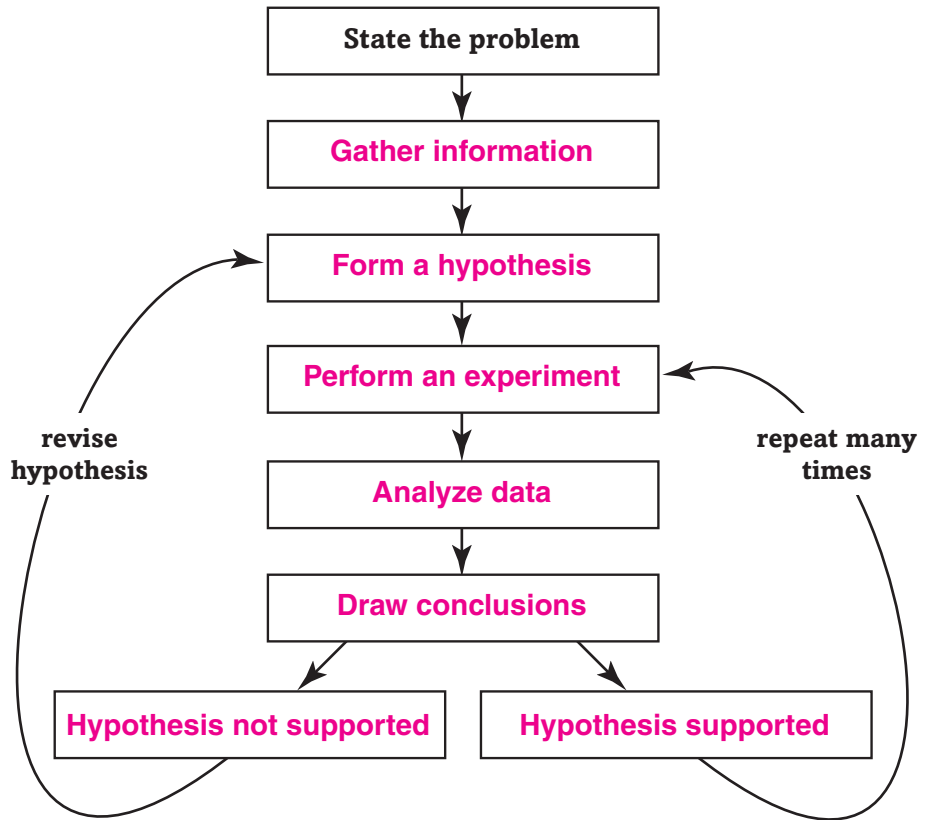 State the problem
Gather information
Form a hypothesis
Perform an experiment
revise
hypothesis
repeat many
times
Analyze data
Draw conclusions
Hypothesis not supported
Hypothesis supported